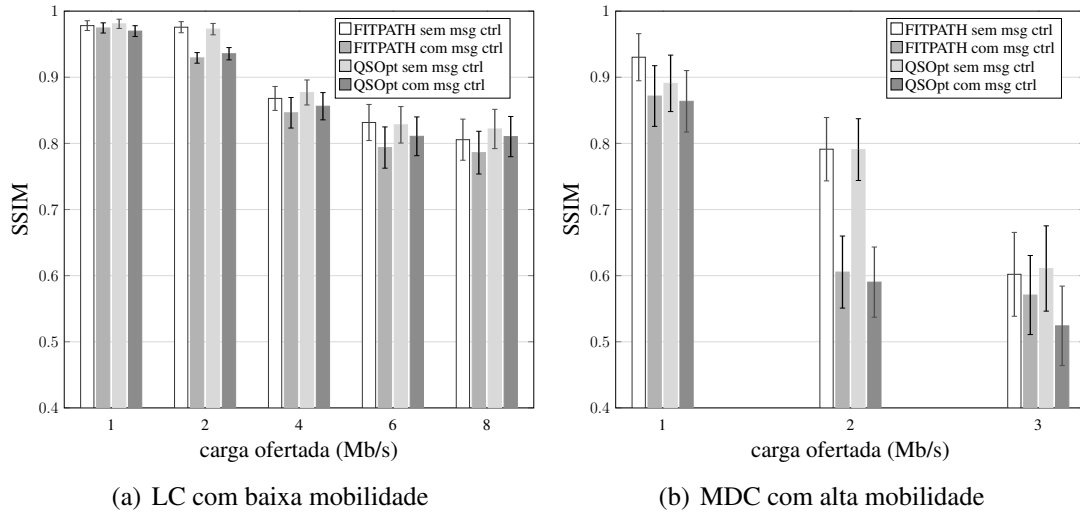 1
0.9
0.8
0.7
0.6
0.5
0.4
SSIM
FITPATH sem msg ctrl
FITPATH com msg ctrl
QSOpt sem msg ctrl
QSOpt com msg ctrl
1 2 4 6 8
carga ofertada (Mb/s)
(a) LC com baixa mobilidade
1
0.9
0.8
0.7
0.6
0.5
0.4
SSIM
FITPATH sem msg ctrl
FITPATH com msg ctrl
QSOpt sem msg ctrl
QSOpt com msg ctrl
1 2 3
carga ofertada (Mb/s)
(b) MDC com alta mobilidade